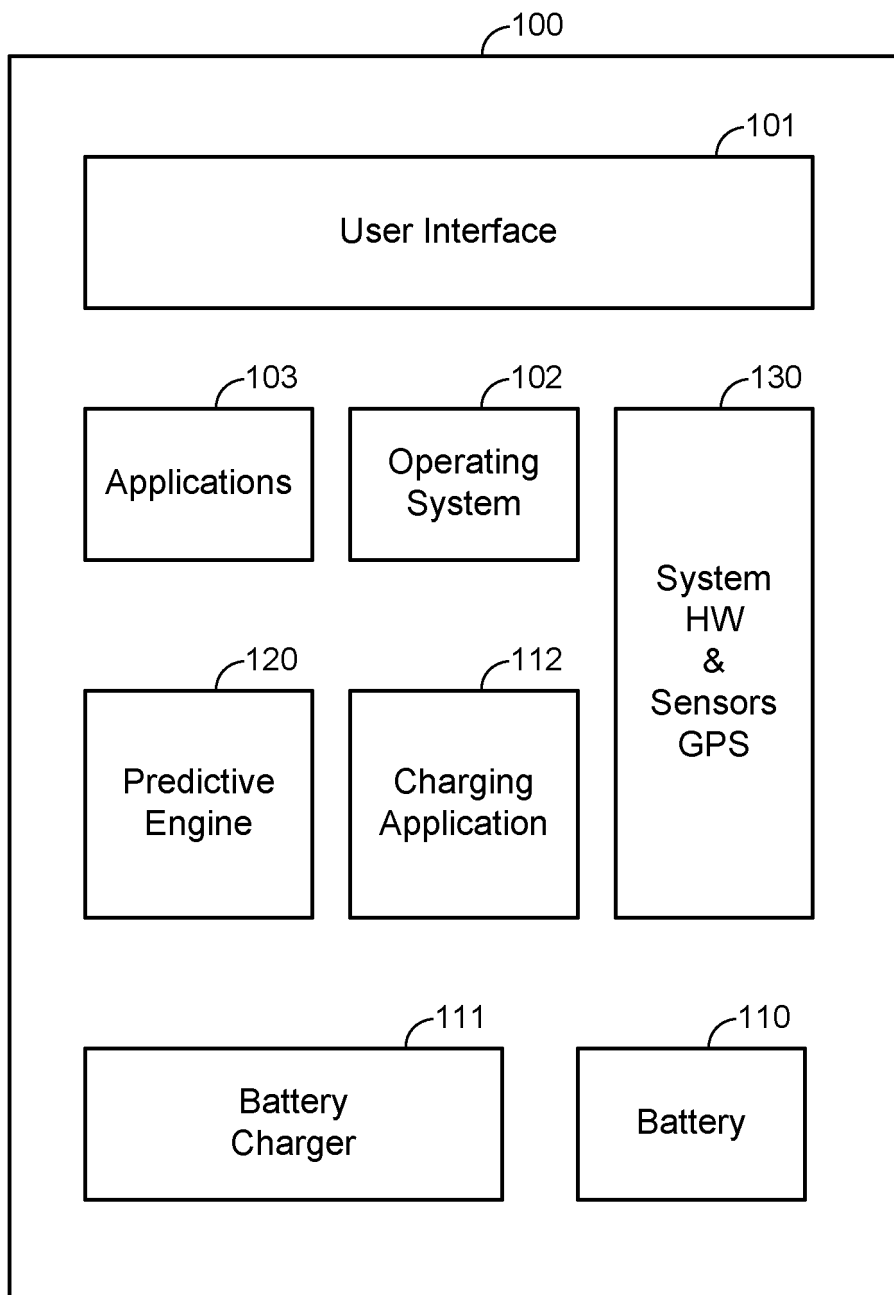 100
101
User Interface
103
102
130
Applications
Operating
System
System
HW
&
Sensors
GPS
120
112
Predictive
Engine
Charging
Application
111
110
Battery
Charger
Battery